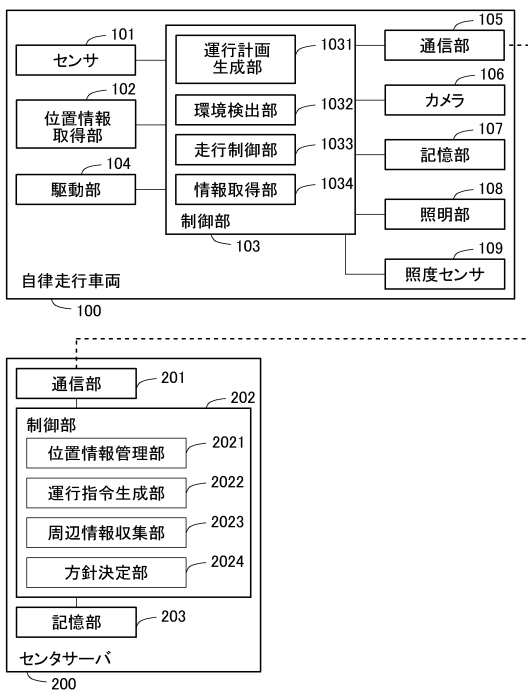 101
センサ
102
位置情報
取得部
104
駆動部
運行計画
生成部
1031
環境検出部
1032
走行制御部
1033
情報取得部
1034
制御部
103
105
通信部
106
カメラ
107
記憶部
108
照明部
109
照度センサ
自律走行車両
100
通信部
201
202
制御部
位置情報管理部
2021
運行指令生成部
2022
周辺情報収集部
2023
方針決定部
2024
記憶部
203
センタサーバ
200